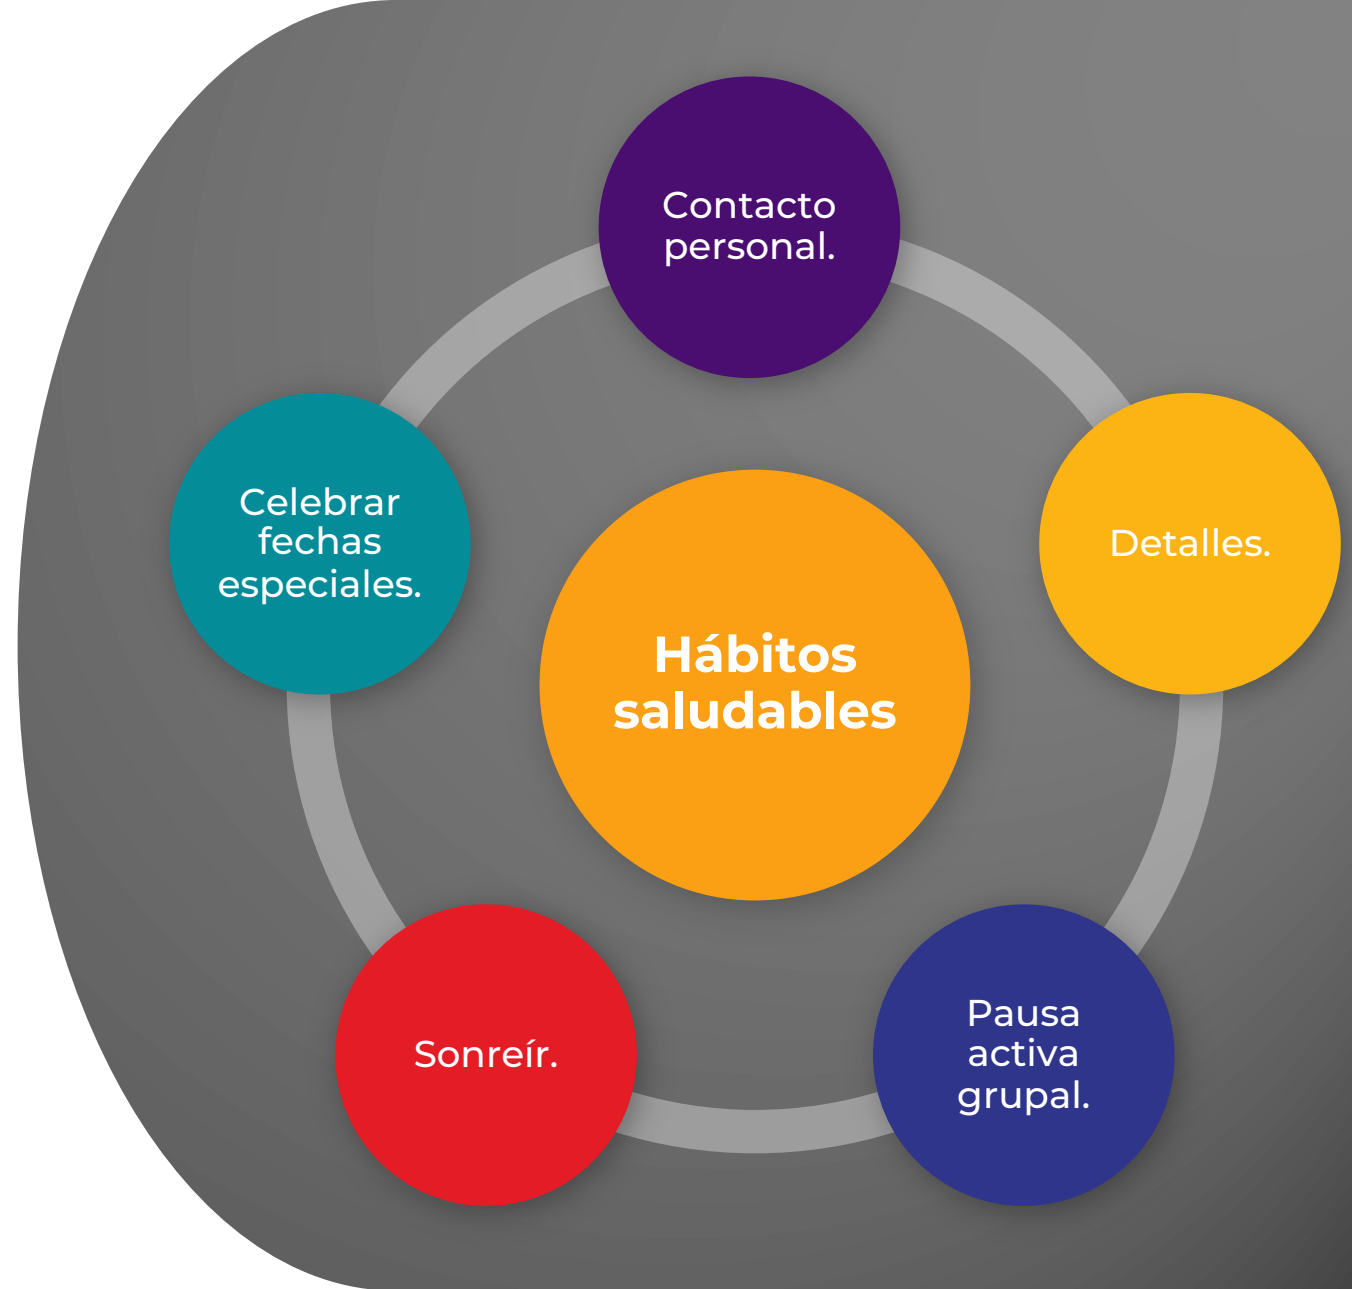 Contacto
personal.
Celebrar
fechas
especiales.
Detalles.
Hábitos
saludables
Sonreír.
Pausa
activa
grupal.